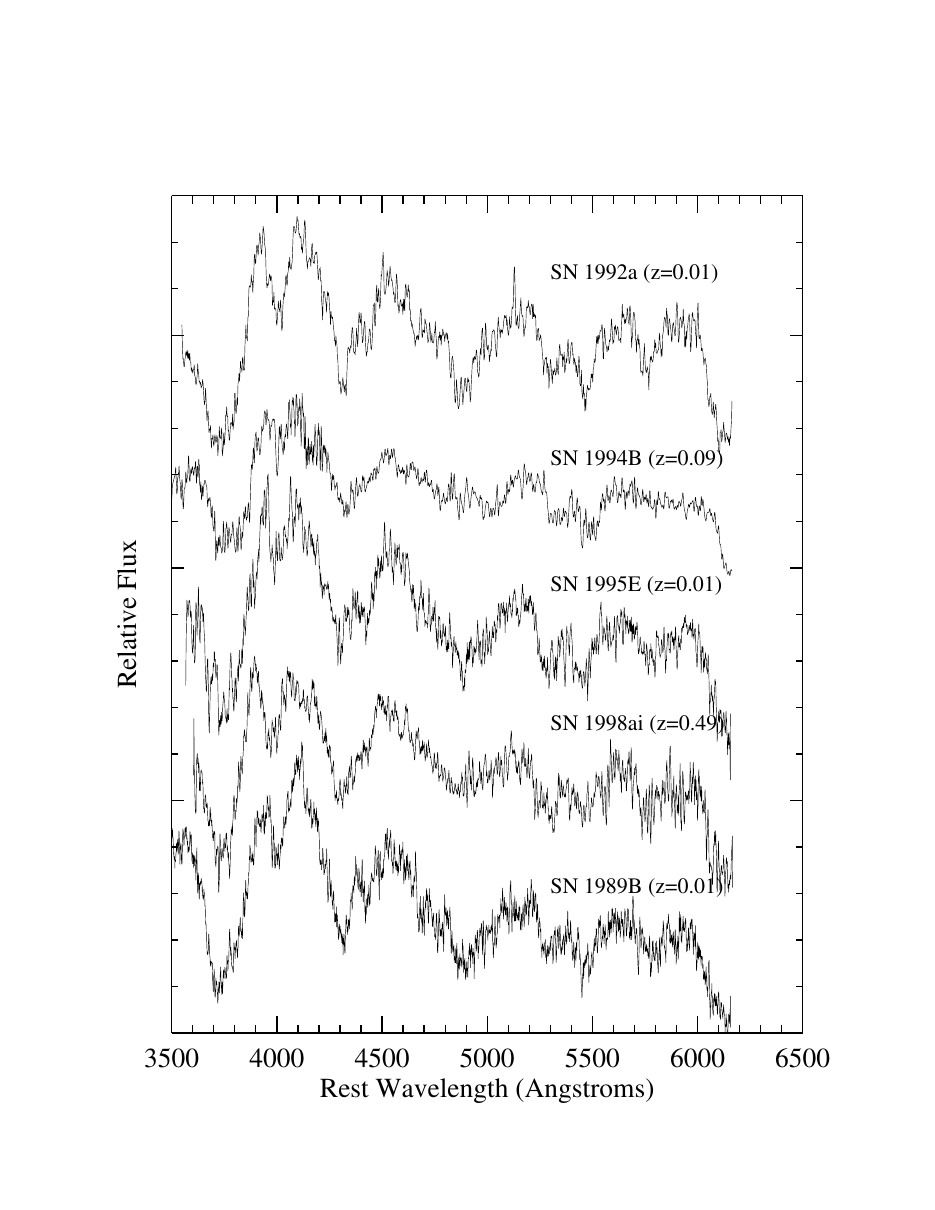 SN 1992a (z=0.01)
SN 1994B (z=0.09)
SN 1995E (z=0.01)
SN 1998ai (z=0.49)
SN 1989B (z=0.01)
Relative Flux
3500 4000 4500 5000 5500 6000 6500
Rest Wavelength (Angstroms)